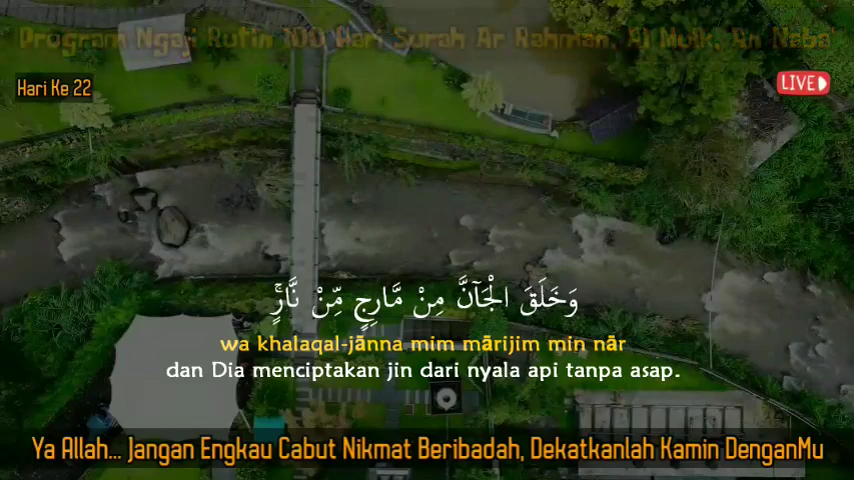 Program Ngaji Rutin 100 Hari Surah Ar Rahman, Al Mulk, An Naba'
Hari Ke 22
LIVE
وَخَلَقَ الْجَآنَّ مِنْ مَّارِجٍ مِّنْ نَّارٍۚ
wa khalaqal-jānna mim mārijim min nār
dan Dia menciptakan jin dari nyala api tanpa asap.
Ya Allah... Jangan Engkau Cabut Nikmat Beribadah, Dekatkanlah Kamin DenganMu